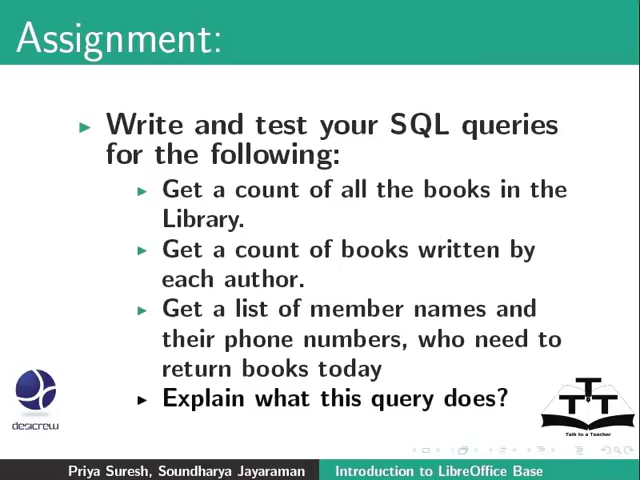 Assignment:
Write and test your SQL queries
for the following:
Get a count of all the books in the
Library.
Get a count of books written by
each author.
Get a list of member names and
their phone numbers, who need to
return books today
Explain what this query does?
desicrew
TTT
Talk to a Teacher
Priya Suresh, Soundharya Jayaraman Introduction to LibreOffice Base